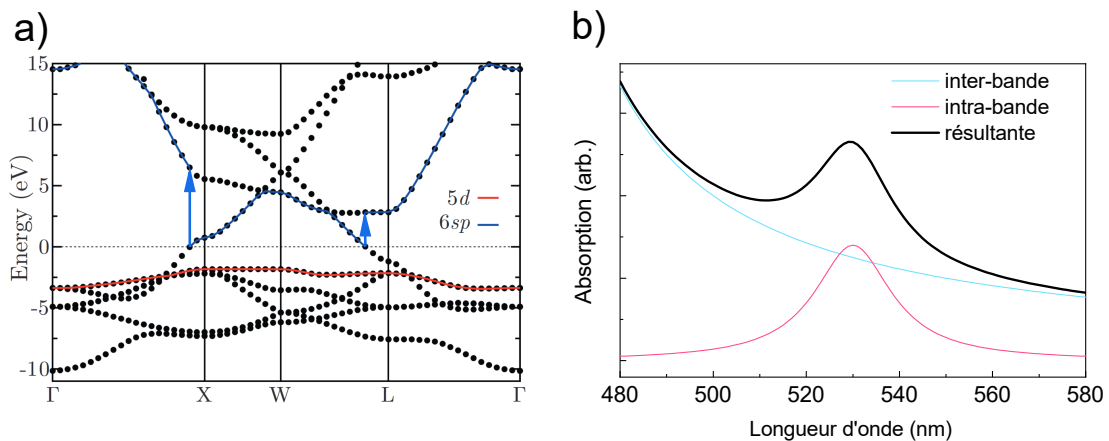 a)
15
10
5
0
-5
-10
Energy (eV)
5d
6sp
Γ X W L Γ
b)
inter-bande
intra-bande
résultante
Absorption (arb.)
480 500 520 540 560 580
Longueur d'onde (nm)